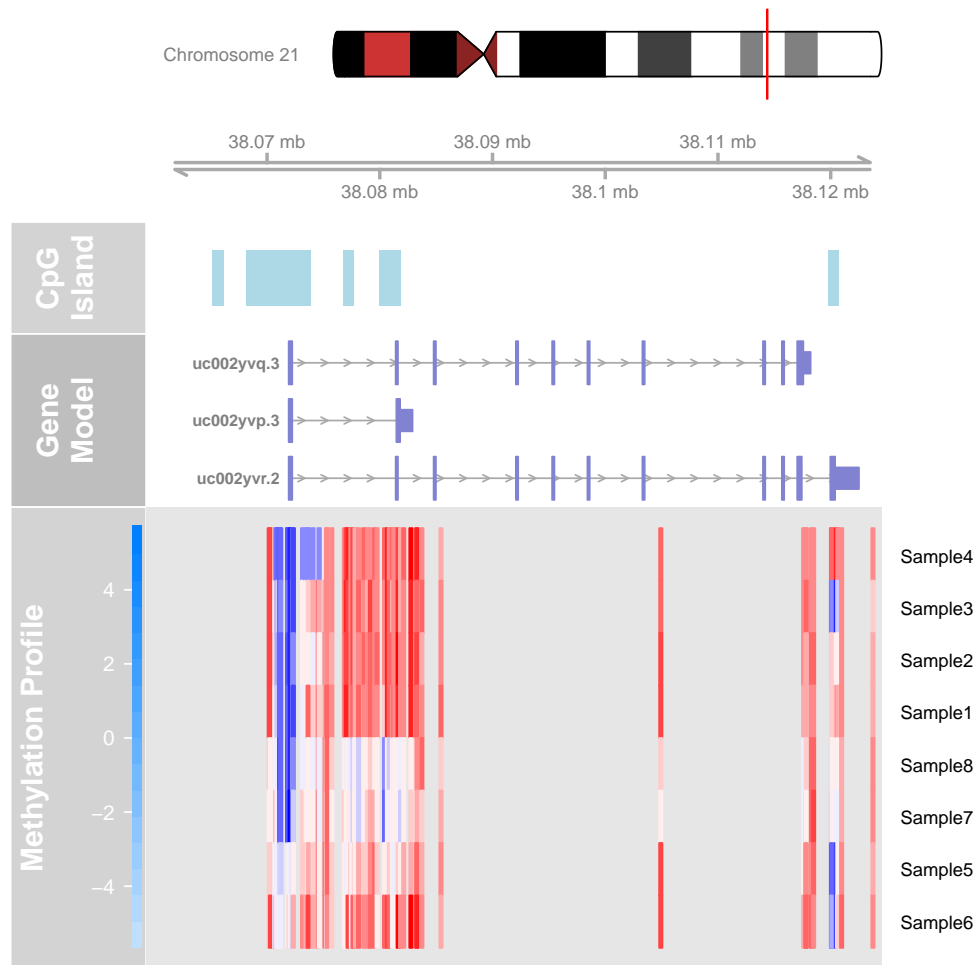 Chromosome 21
38.07 mb
38.09 mb
38.11 mb
38.08 mb
38.1 mb
38.12 mb
CpG
Island
Gene
Model
uc002yvq.3
uc002yvp.3
uc002yvr.2
Methylation Profile
4
2
0
−2
−4
Sample4
Sample3
Sample2
Sample1
Sample8
Sample7
Sample5
Sample6